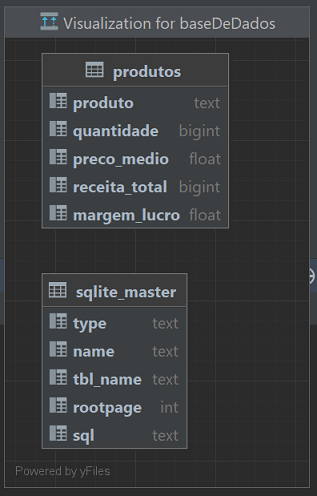 Visualization for baseDeDados
produtos
produto text
quantidade bigint
preco_medio float
receita_total bigint
margem_lucro float
sqlite_master
type text
name text
tbl_name text
rootpage int
sql text
Powered by yFiles